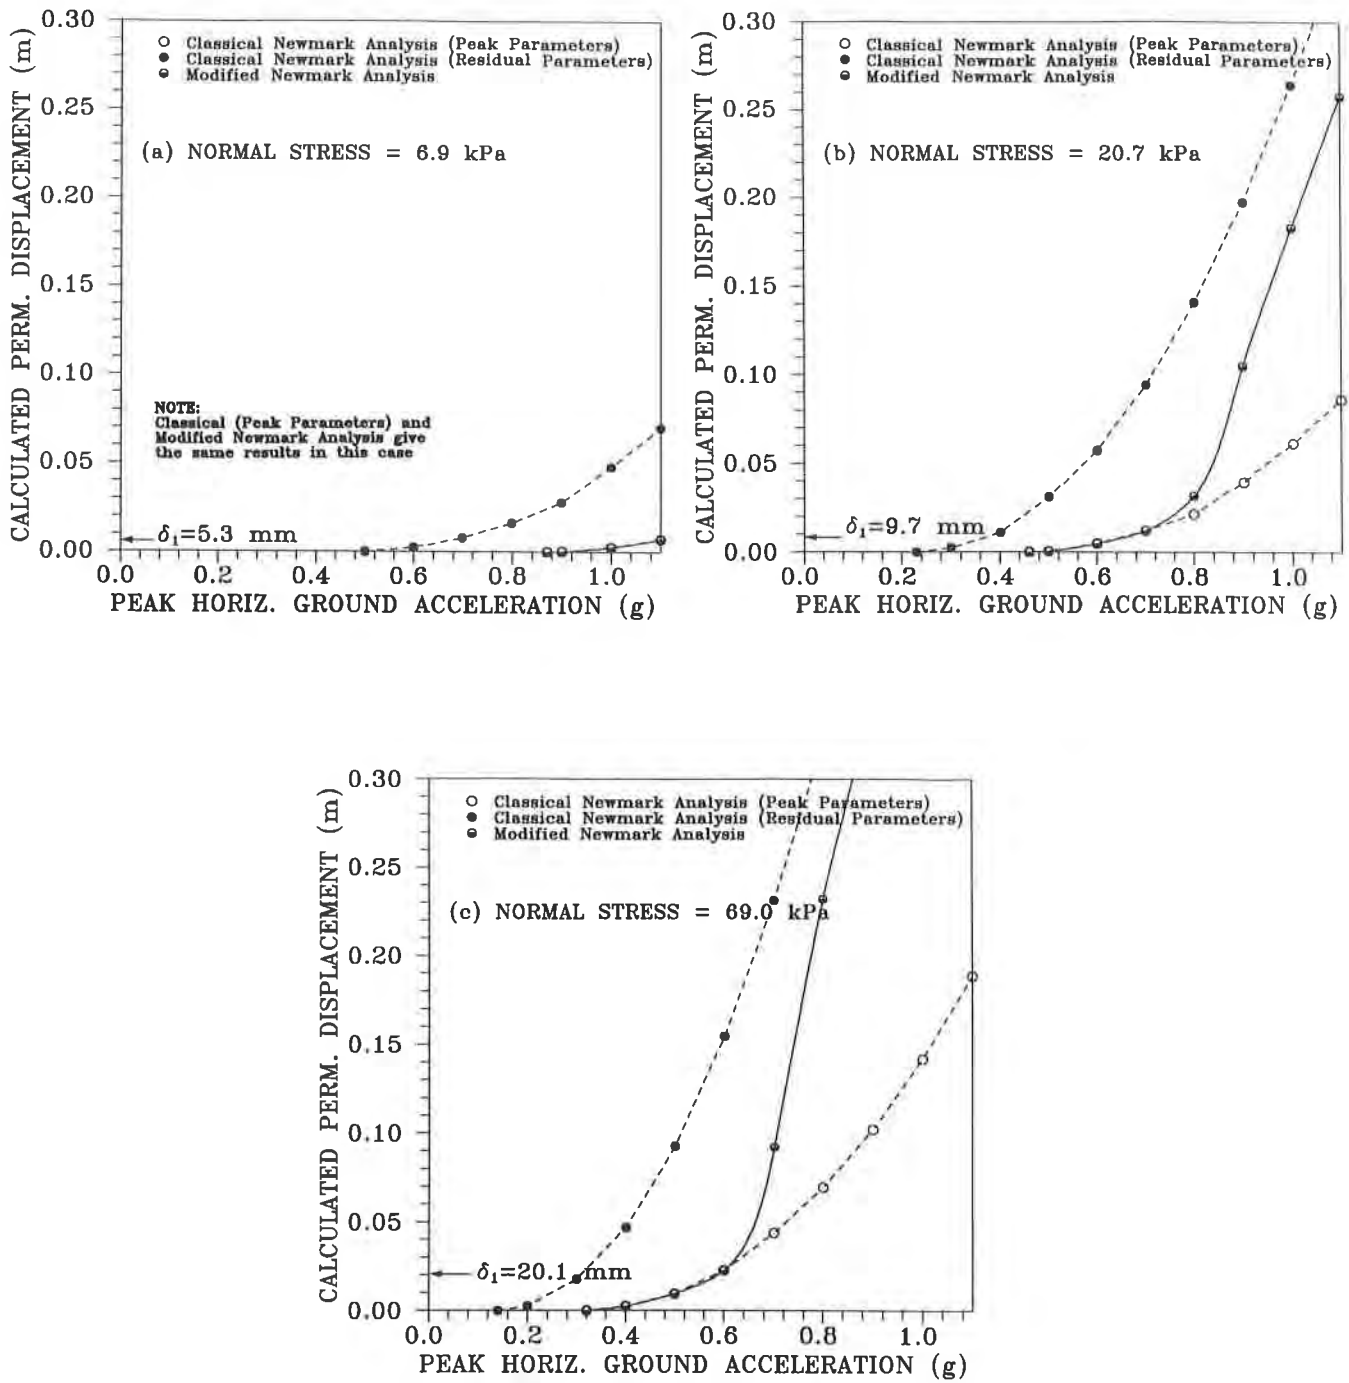 CALCULATED PERM. DISPLACEMENT (m)
0.30
0.25
0.20
0.15
0.10
0.05
0.00
○ Classical Newmark Analysis (Peak Parameters)
● Classical Newmark Analysis (Residual Parameters)
Modified Newmark Analysis
(a) NORMAL STRESS = 6.9 kPa
NOTE:
Classical (Peak Parameters) and
Modified Newmark Analysis give
the same results in this case
δ₁=5.3 mm
0.0 0.2 0.4 0.6 0.8 1.0
PEAK HORIZ. GROUND ACCELERATION (g)
CALCULATED PERM. DISPLACEMENT (m)
0.30
0.25
0.20
0.15
0.10
0.05
0.00
○ Classical Newmark Analysis (Peak Parameters)
● Classical Newmark Analysis (Residual Parameters)
Modified Newmark Analysis
(b) NORMAL STRESS = 20.7 kPa
δ₁=9.7 mm
0.0 0.2 0.4 0.6 0.8 1.0
PEAK HORIZ. GROUND ACCELERATION (g)
CALCULATED PERM. DISPLACEMENT (m)
0.30
0.25
0.20
0.15
0.10
0.05
0.00
○ Classical Newmark Analysis (Peak Parameters)
● Classical Newmark Analysis (Residual Parameters)
Modified Newmark Analysis
(c) NORMAL STRESS = 69.0 kPa
δ₁=20.1 mm
0.0 0.2 0.4 0.6 0.8 1.0
PEAK HORIZ. GROUND ACCELERATION (g)